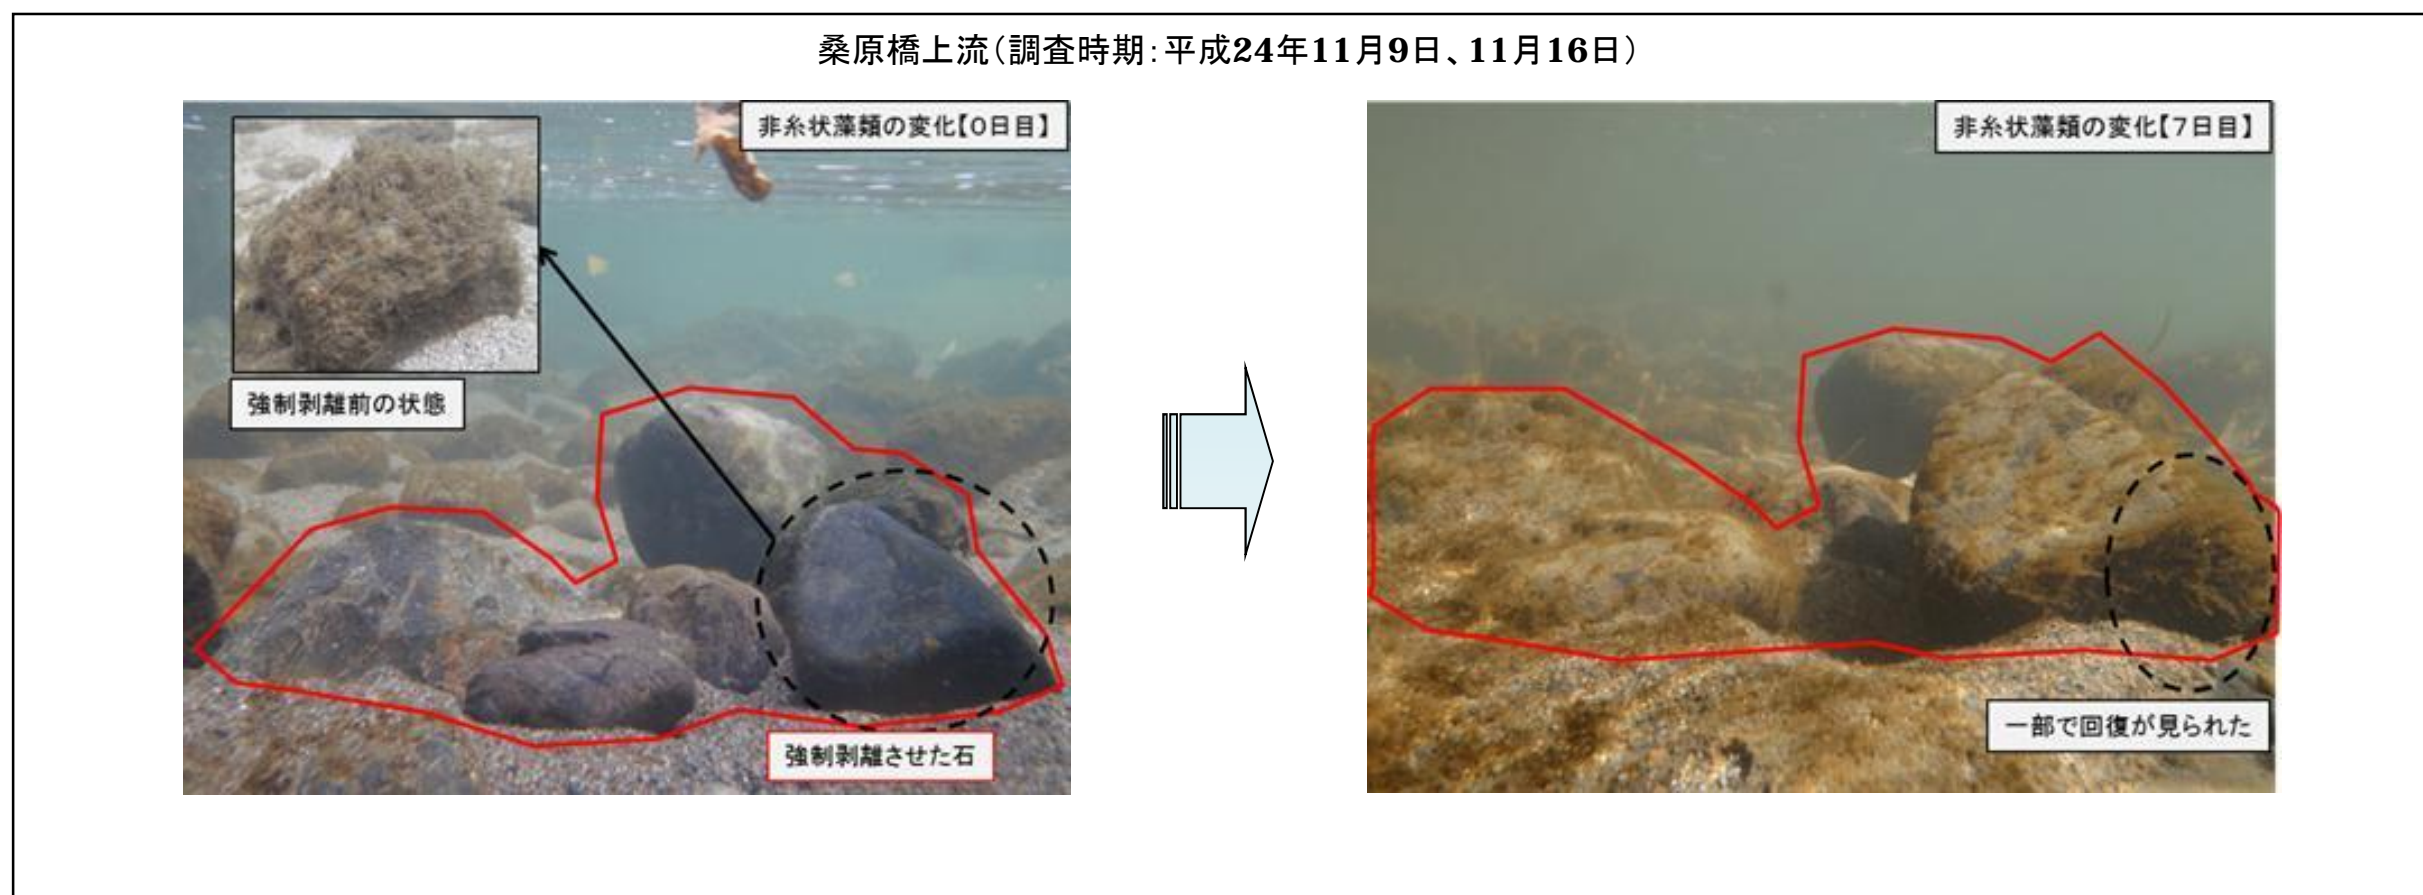 桑原橋上流（調査時期：平成24年11月9日、11月16日）
非糸状藻類の変化【０日目】
強制剥離前の状態
強制剥離させた石
非糸状藻類の変化【７日目】
一部で回復が見られた